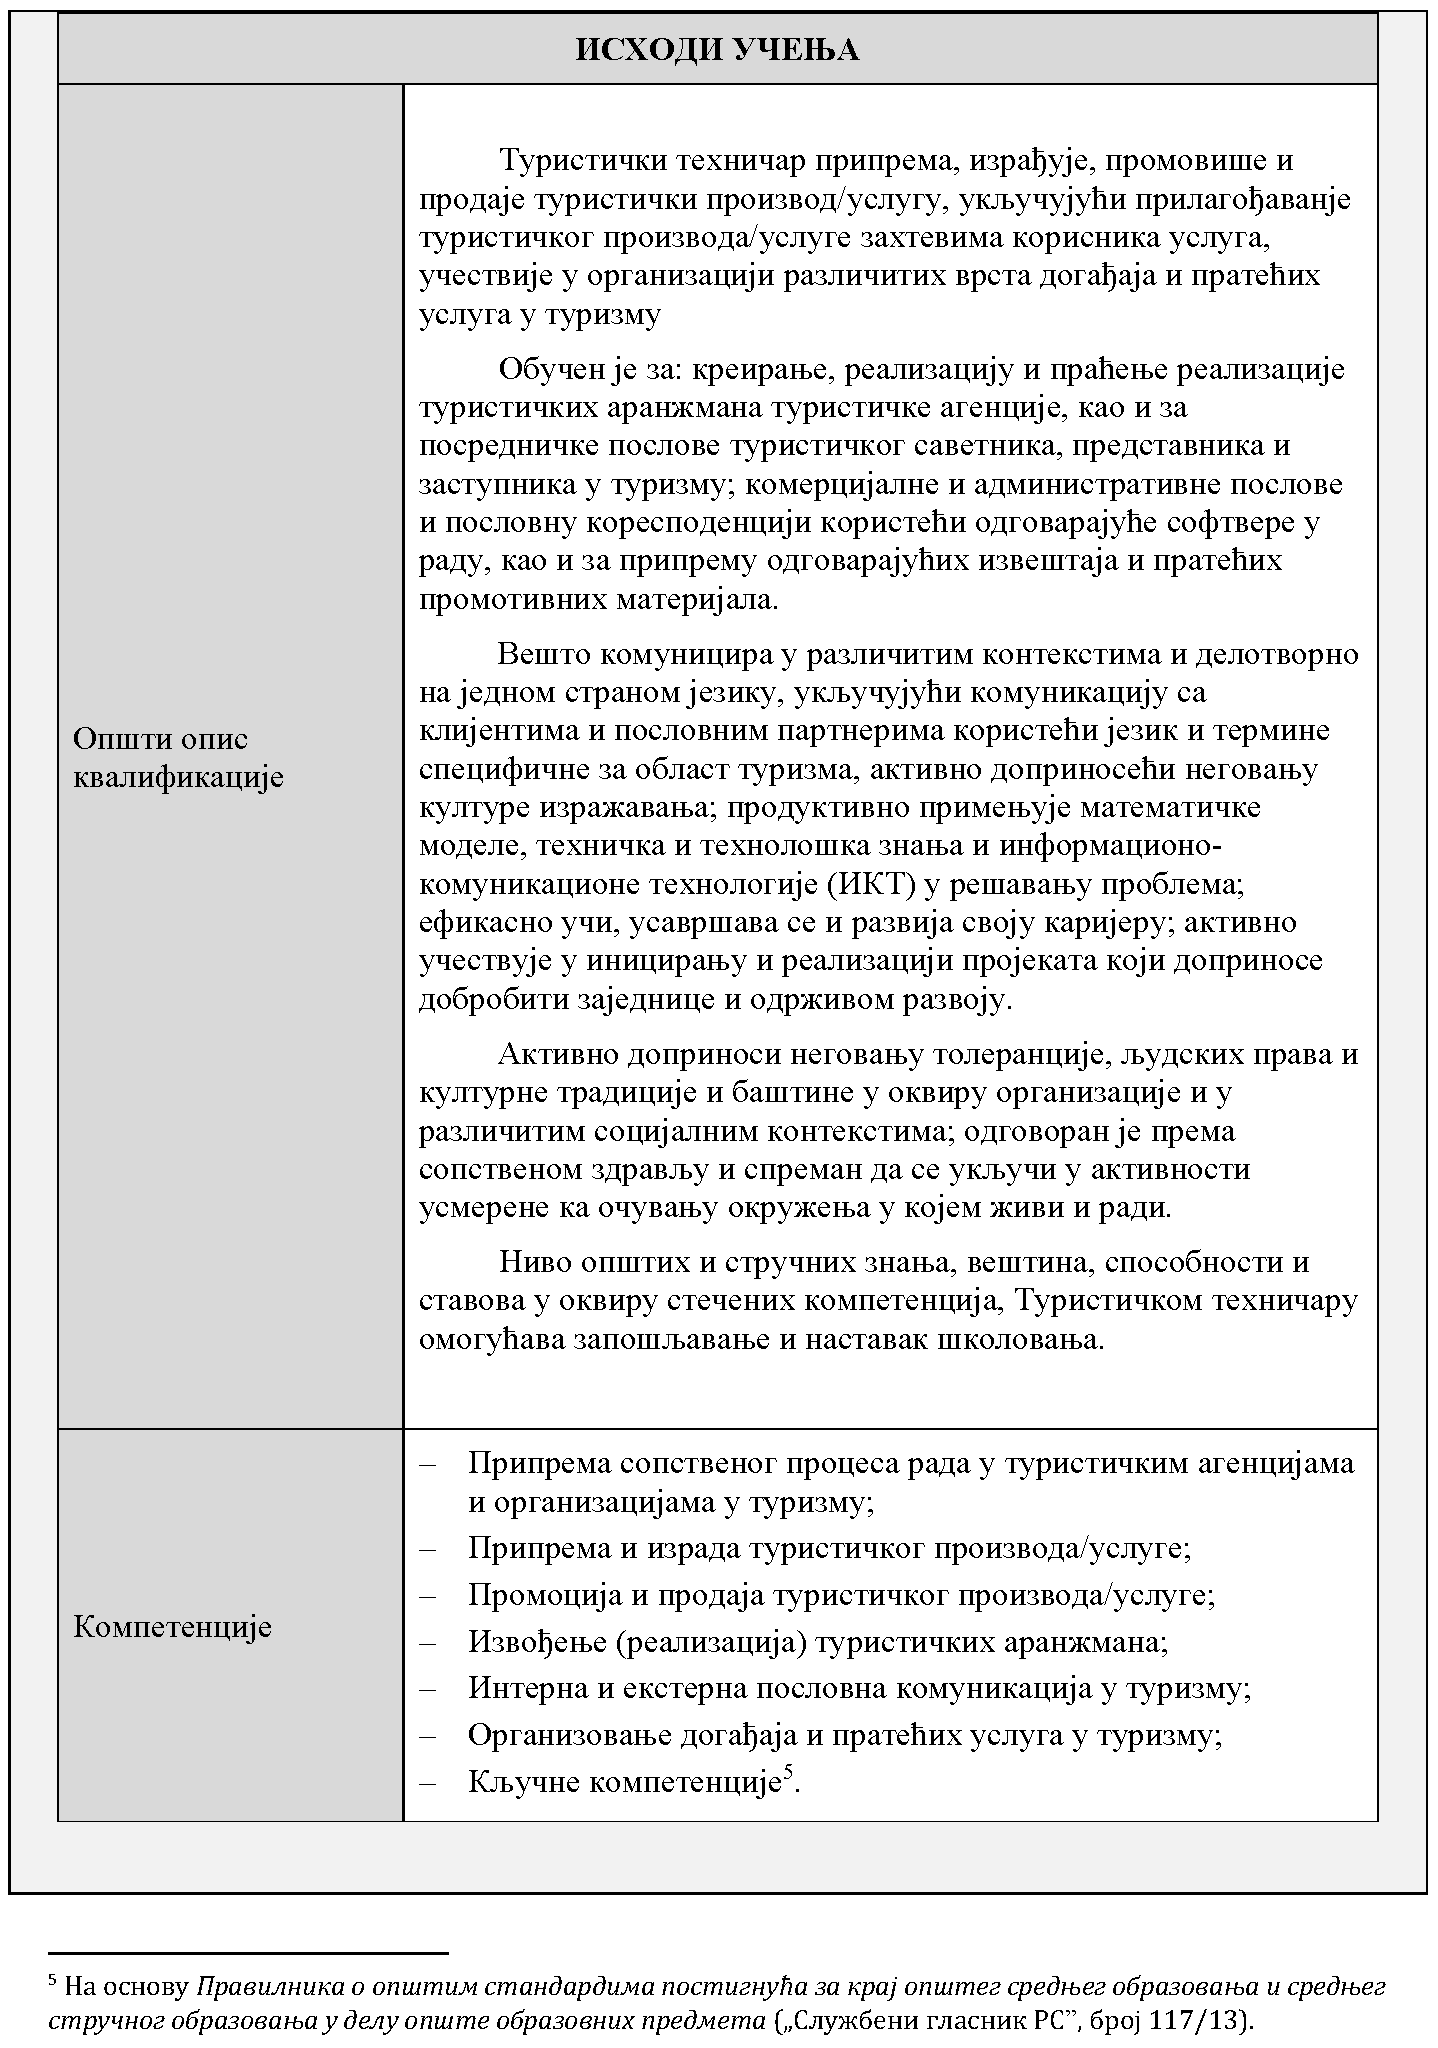 ИСХОДИ УЧЕЊА
Општи опис
квалификације
Туристички техничар припрема, израђује, промовише и
продаје туристички производ/услугу, укључујући прилагођаванје
туристичког производа/услуге захтевима корисника услуга,
учествије у организацији различитих врста догађаја и пратећих
услуга у туризму
Обучен је за: креирање, реализацију и праћење реализације
туристичких аранжмана туристичке агенције, као и за
посредничке послове туристичког саветника, представника и
заступника у туризму; комерцијалне и административне послове
и пословну коресподенцији користећи одговарајуће софтвере у
раду, као и за припрему одговарајућих извештаја и пратећих
промотивних материјала.
Вешто комуницира у различитим контекстима и делотворно
на једном страном језику, укључујући комуникацију са
клијентима и пословним партнерима користећи језик и термине
специфичне за област туризма, активно доприносећи неговању
културе изражавања; продуктивно примењује математичке
моделе, техничка и технолошка знања и информационо-
комуникационе технологије (ИКТ) у решавању проблема;
ефикасно учи, усавршава се и развија своју каријеру; активно
учествује у иницирању и реализацији пројеката који доприносе
добробити заједнице и одрживом развоју.
Активно доприноси неговању толеранције, људских права и
културне традиције и баштине у оквиру организације и у
различитим социјалним контекстима; одговоран је према
сопственом здрављу и спреман да се укључи у активности
усмерене ка очувању окружења у којем живи и ради.
Ниво општих и стручних знања, вештина, способности и
ставова у оквиру стечених компетенција, Туристичком техничару
омогућава запошљавање и наставак школовања.
Компетенције
– Припрема сопственог процеса рада у туристичким агенцијама
и организацијама у туризму;
– Припрема и израда туристичког производа/услуге;
– Промоција и продаја туристичког производа/услуге;
– Извођење (реализација) туристичких аранжмана;
– Интерна и екстерна пословна комуникација у туризму;
– Организовање догађаја и пратећих услуга у туризму;
– Кључне компетенције⁵.
⁵ На основу Правилника о општим стандардима постигнућа за крај општег средњег образовања и средњег
стручног образовања у делу опште образовних предмета („Службени гласник РС”, број 117/13).